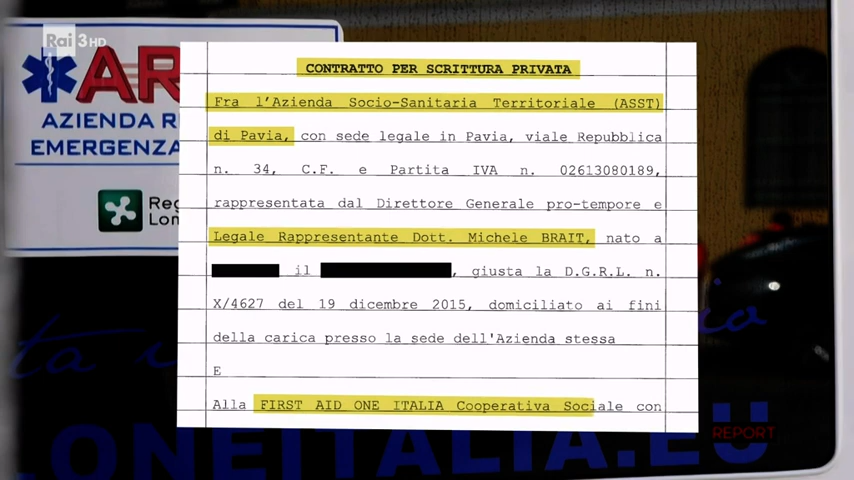 Rai 3HD
AR
AZIENDA R
EMERGENZA
Reg
Lom
CONTRATTO PER SCRITTURA PRIVATA
Fra l'Azienda Socio-Sanitaria Territoriale (ASST)
di Pavia, con sede legale in Pavia, viale Repubblica
n. 34, C.F. e Partita IVA n. 02613080189,
rappresentata dal Direttore Generale pro-tempore e
Legale Rappresentante Dott. Michele BRAIT, nato a
il , giusta la D.G.R.L. n.
X/4627 del 19 dicembre 2015, domiciliato ai fini
della carica presso la sede dell'Azienda stessa
E
Alla FIRST AID ONE ITALIA Cooperativa Sociale con
ONEITALIA.EU
REPORT